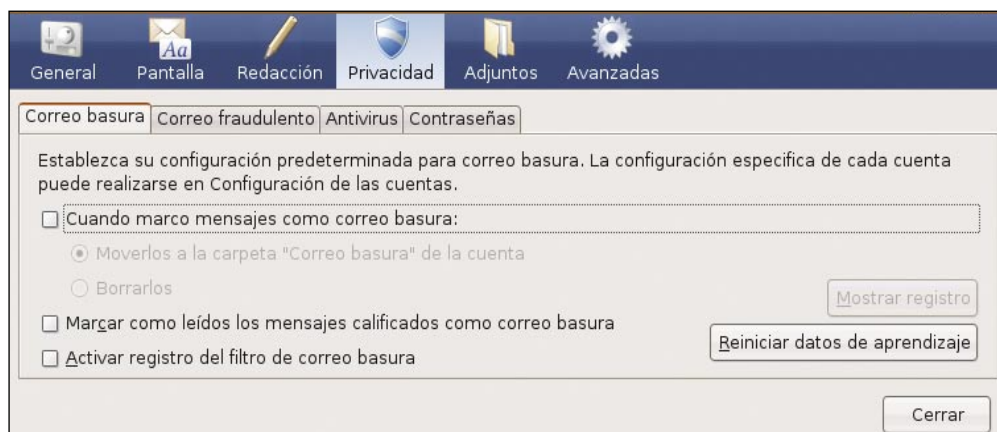 Aa
General Pantalla Redacción Privacidad Adjuntos Avanzadas
Correo basura Correo fraudulento Antivirus Contraseñas
Establezca su configuración predeterminada para correo basura. La configuración especifica de cada cuenta
puede realizarse en Configuración de las cuentas.
Cuando marco mensajes como correo basura:
Moverlos a la carpeta "Correo basura" de la cuenta
Borrarlos
Mostrar registro
Marcar como leídos los mensajes calificados como correo basura
Reiniciar datos de aprendizaje
Activar registro del filtro de correo basura
Cerrar